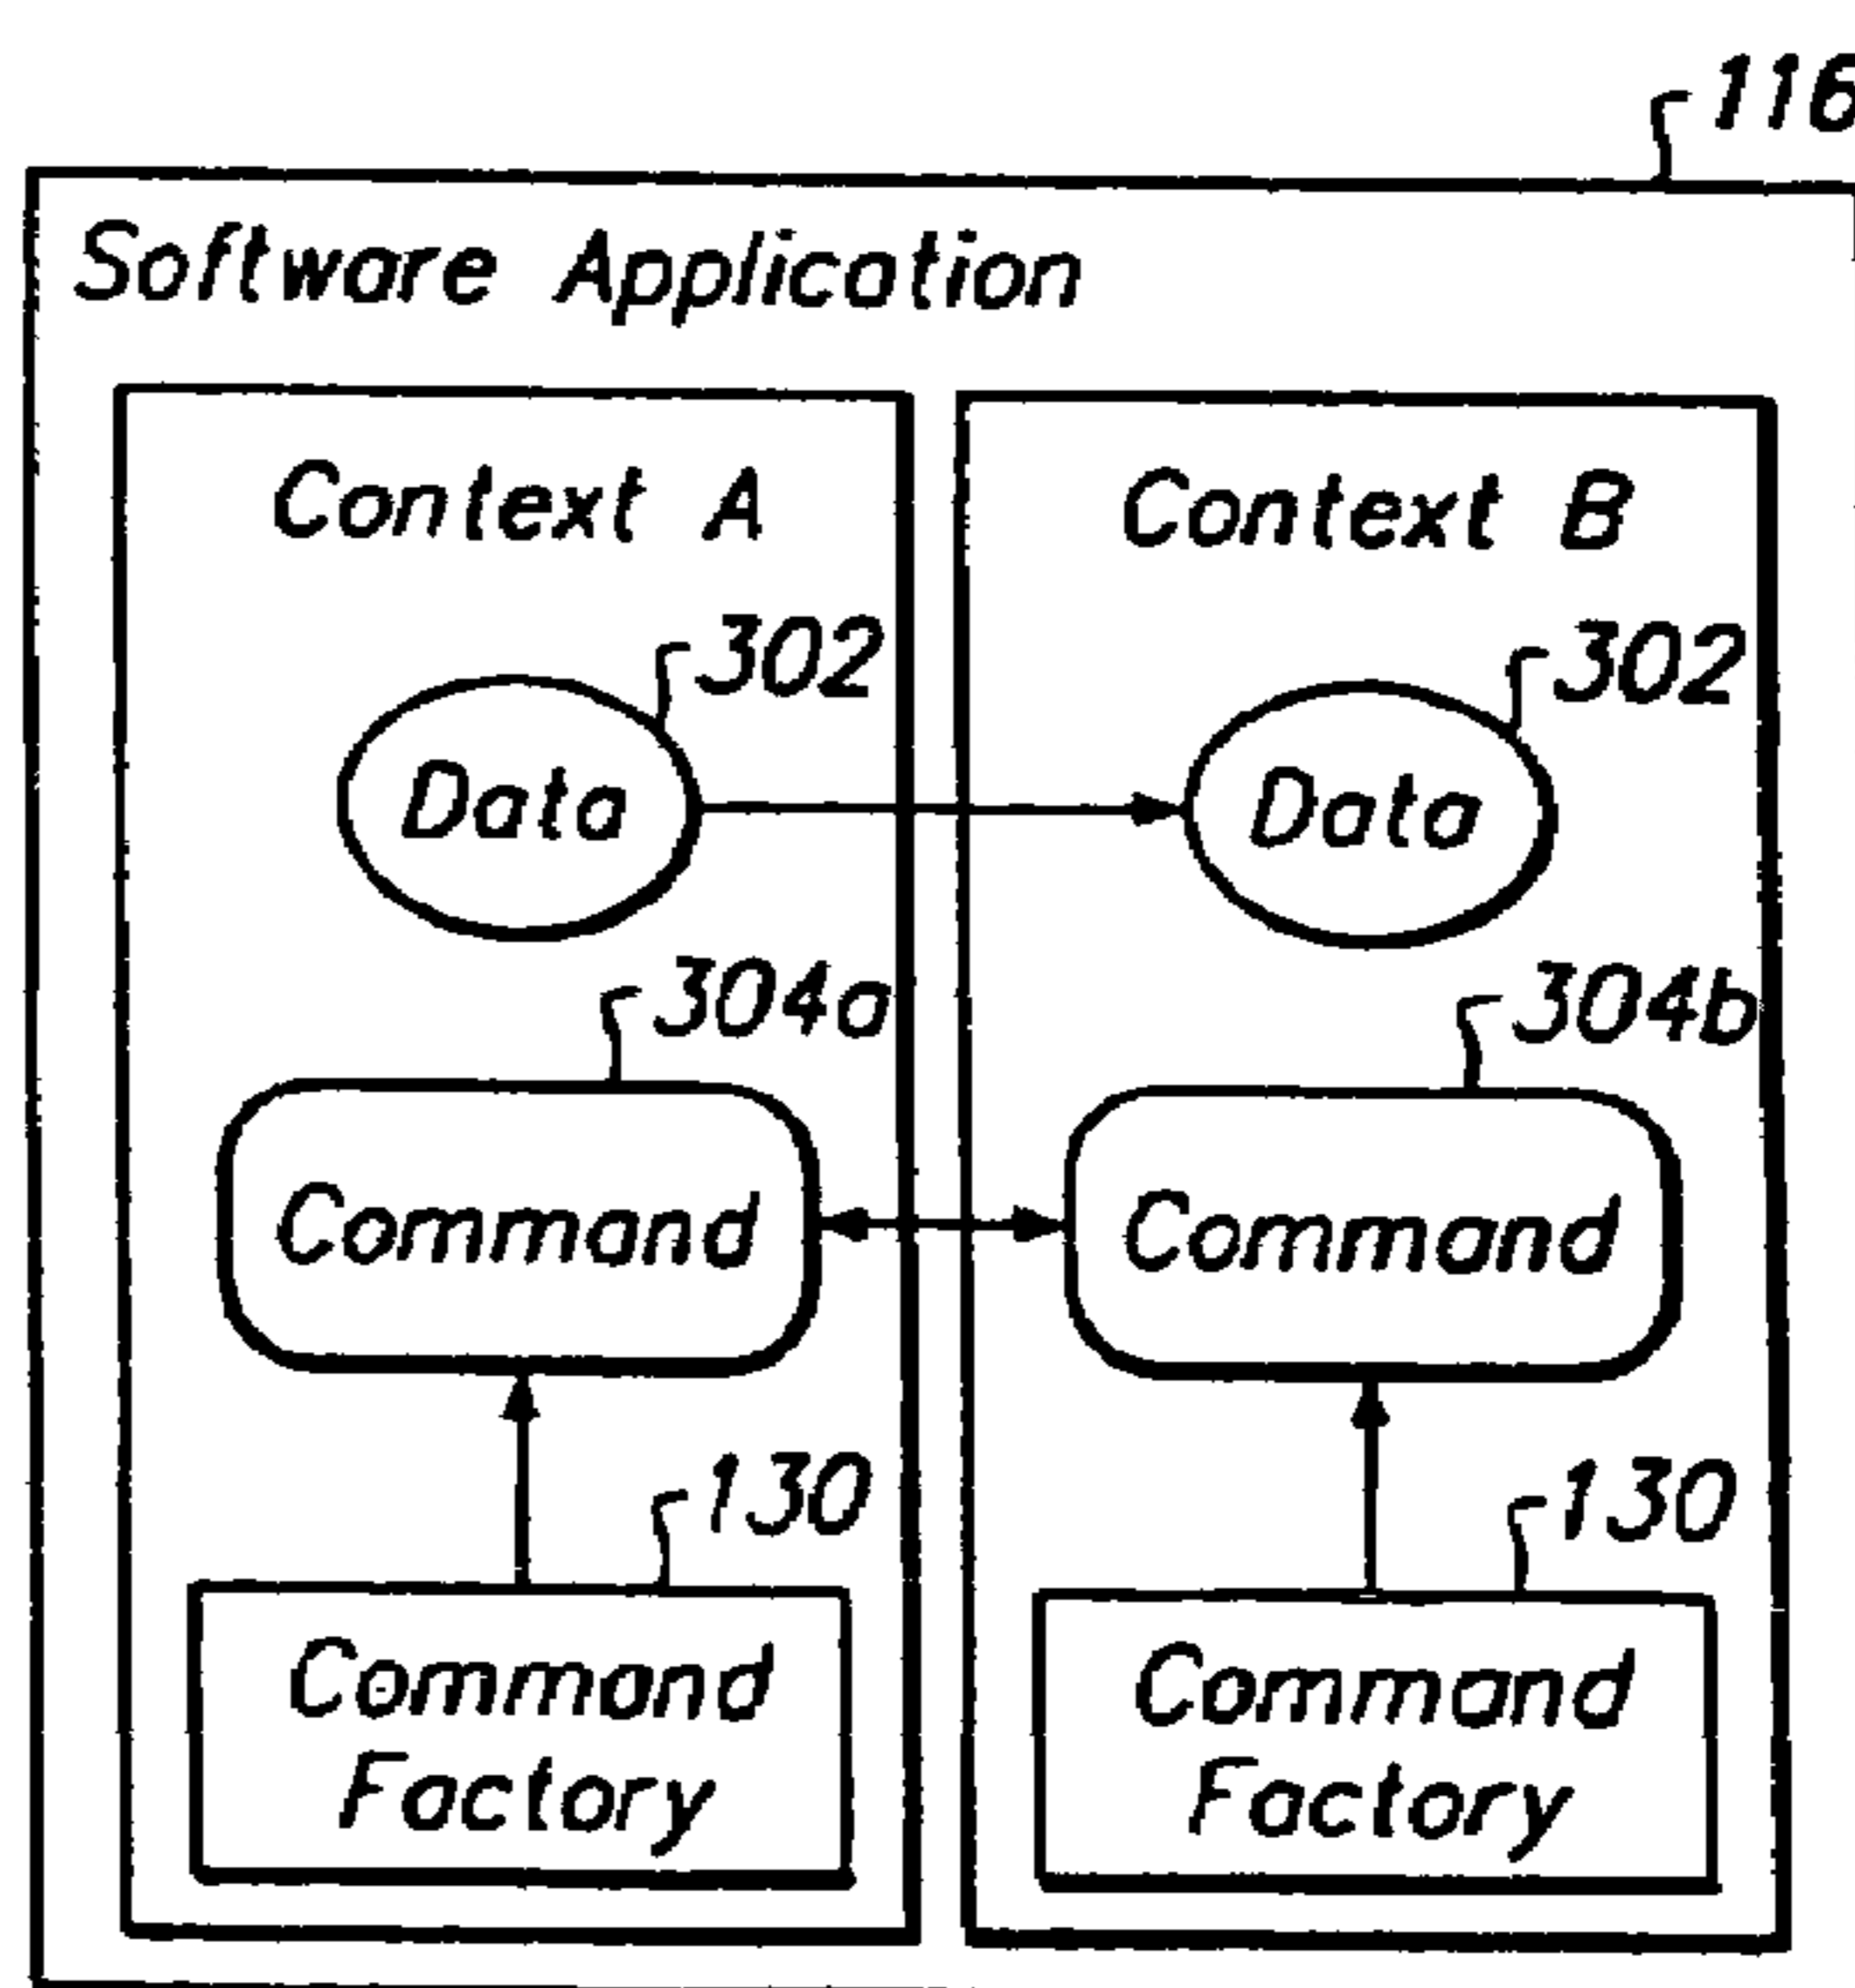 116
Software Application
Context A
302
Data
304a
Command
130
Command
Factory
Context B
302
Data
304b
Command
130
Command
Factory